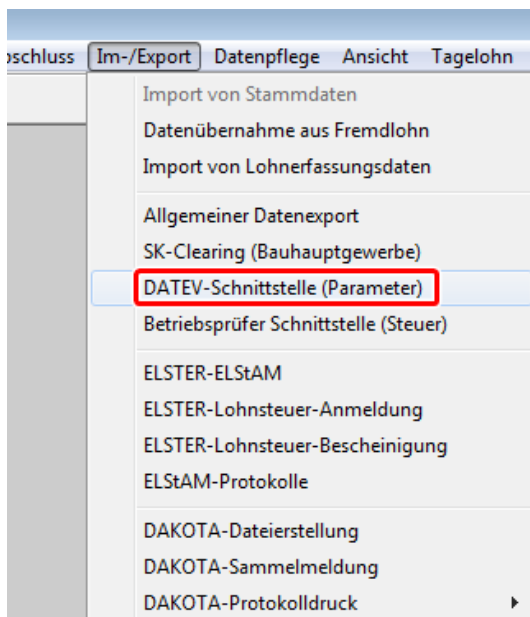 Im-/Export Datenpflege Ansicht Tagelohn
Import von Stammdaten
Datenübernahme aus Fremdlohn
Import von Lohnerfassungsdaten
Allgemeiner Datenexport
SK-Clearing (Bauhauptgewerbe)
DATEV-Schnittstelle (Parameter)
Betriebsprüfer Schnittstelle (Steuer)
ELSTER-ELStAM
ELSTER-Lohnsteuer-Anmeldung
ELSTER-Lohnsteuer-Bescheinigung
ELStAM-Protokolle
DAKOTA-Dateierstellung
DAKOTA-Sammelmeldung
DAKOTA-Protokolldruck